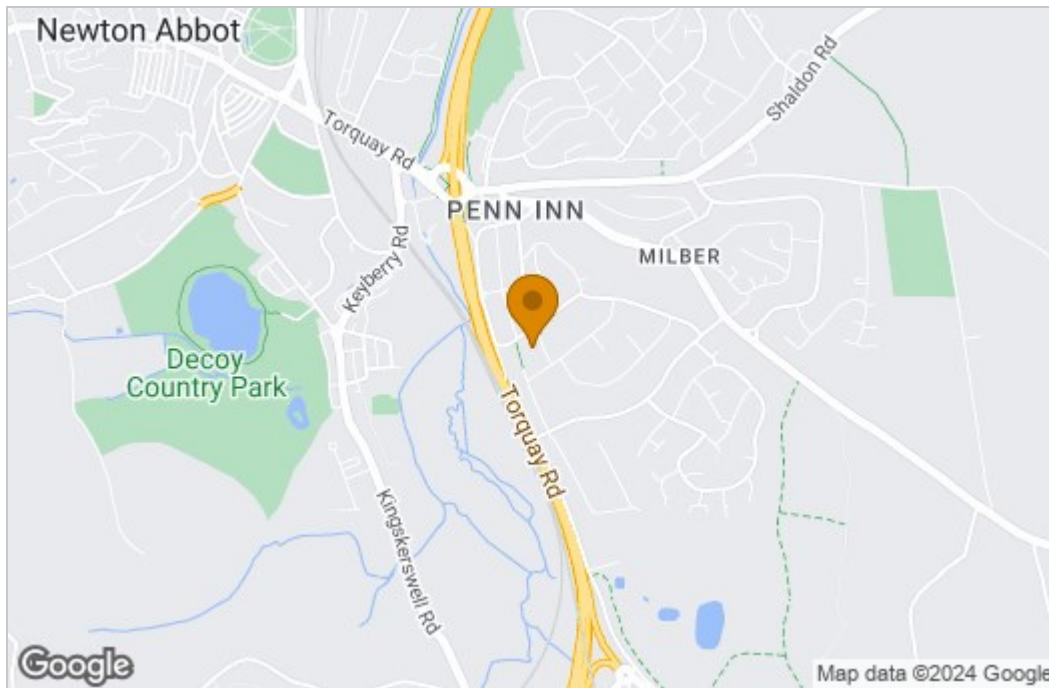 Newton Abbot
Shaldon Rd
Torquay Rd
PENN INN
MILBER
Keyberry Rd
Decoy
Country Park
Torquay Rd
Kingskerswell Rd
Google
Map data ©2024 Google